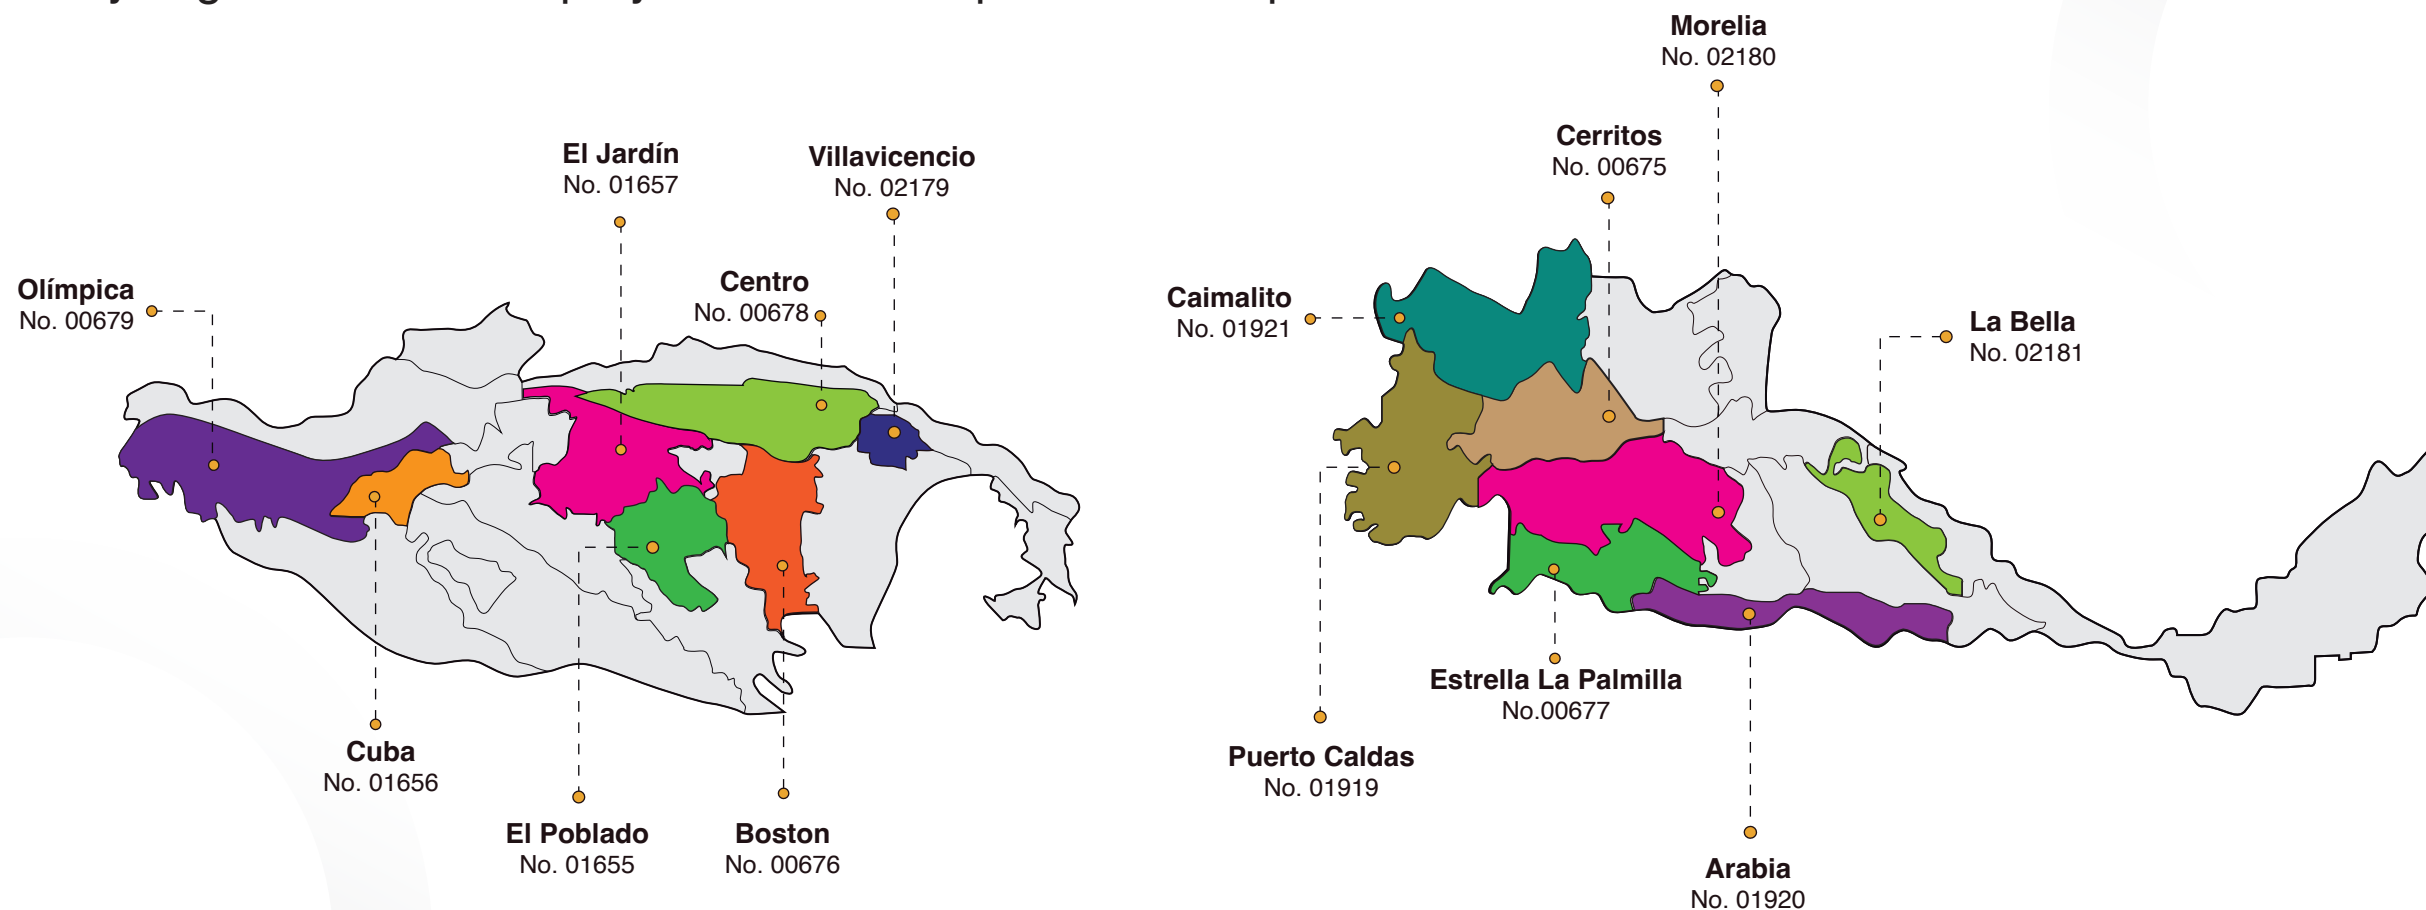 Morelia
No. 02180
Cerritos
No. 00675
El Jardín
No. 01657
Villavicencio
No. 02179
Centro
No. 00678
Olímpica
No. 00679
Caimalito
No. 01921
La Bella
No. 02181
Estrella La Palmilla
No.00677
Cuba
No. 01656
Puerto Caldas
No. 01919
El Poblado
No. 01655
Boston
No. 00676
Arabia
No. 01920